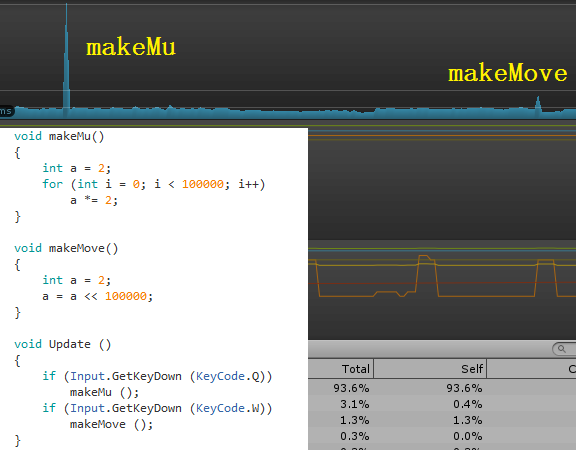 makeMu
makeMove
ms
void makeMu()
{
    int a = 2;
    for (int i = 0; i < 100000; i++)
        a *= 2;
}
void makeMove()
{
    int a = 2;
    a = a << 100000;
}
void Update ()
{
    if (Input.GetKeyDown (KeyCode.Q))
        makeMu ();
    if (Input.GetKeyDown (KeyCode.W))
        makeMove ();
}
Total Self
93.6% 93.6%
3.1% 0.4%
1.3% 1.3%
0.3% 0.0%